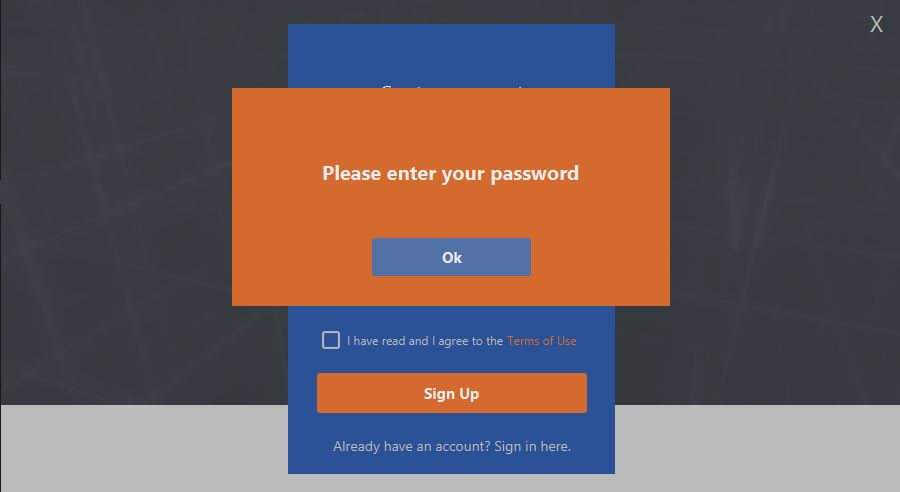 X
Please enter your password
Ok
I have read and I agree to the Terms of Use
Sign Up
Already have an account? Sign in here.